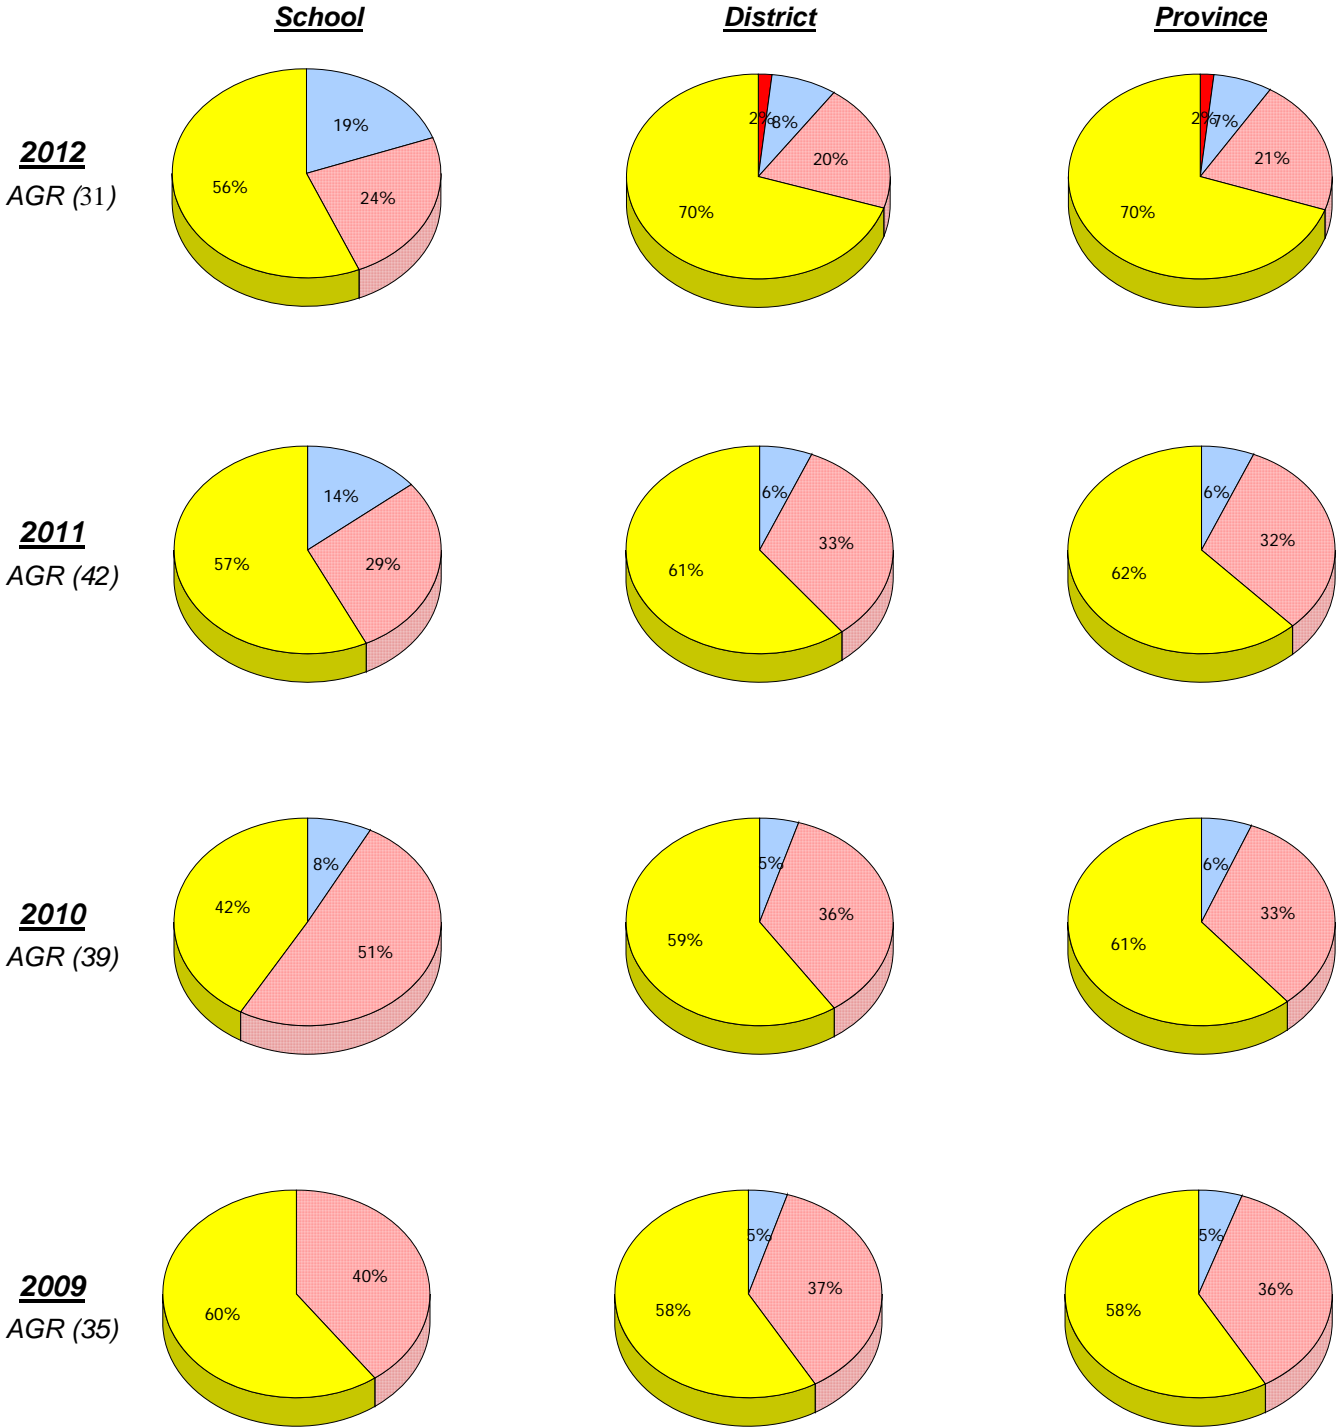 School District Province
19% 24% 56%
2% 8% 20% 70%
2% 7% 21% 70%
2012
AGR (31)
14% 29% 57%
6% 33% 61%
6% 32% 62%
2011
AGR (42)
8% 51% 42%
5% 36% 59%
6% 33% 61%
2010
AGR (39)
40% 60%
5% 37% 58%
5% 36% 58%
2009
AGR (35)